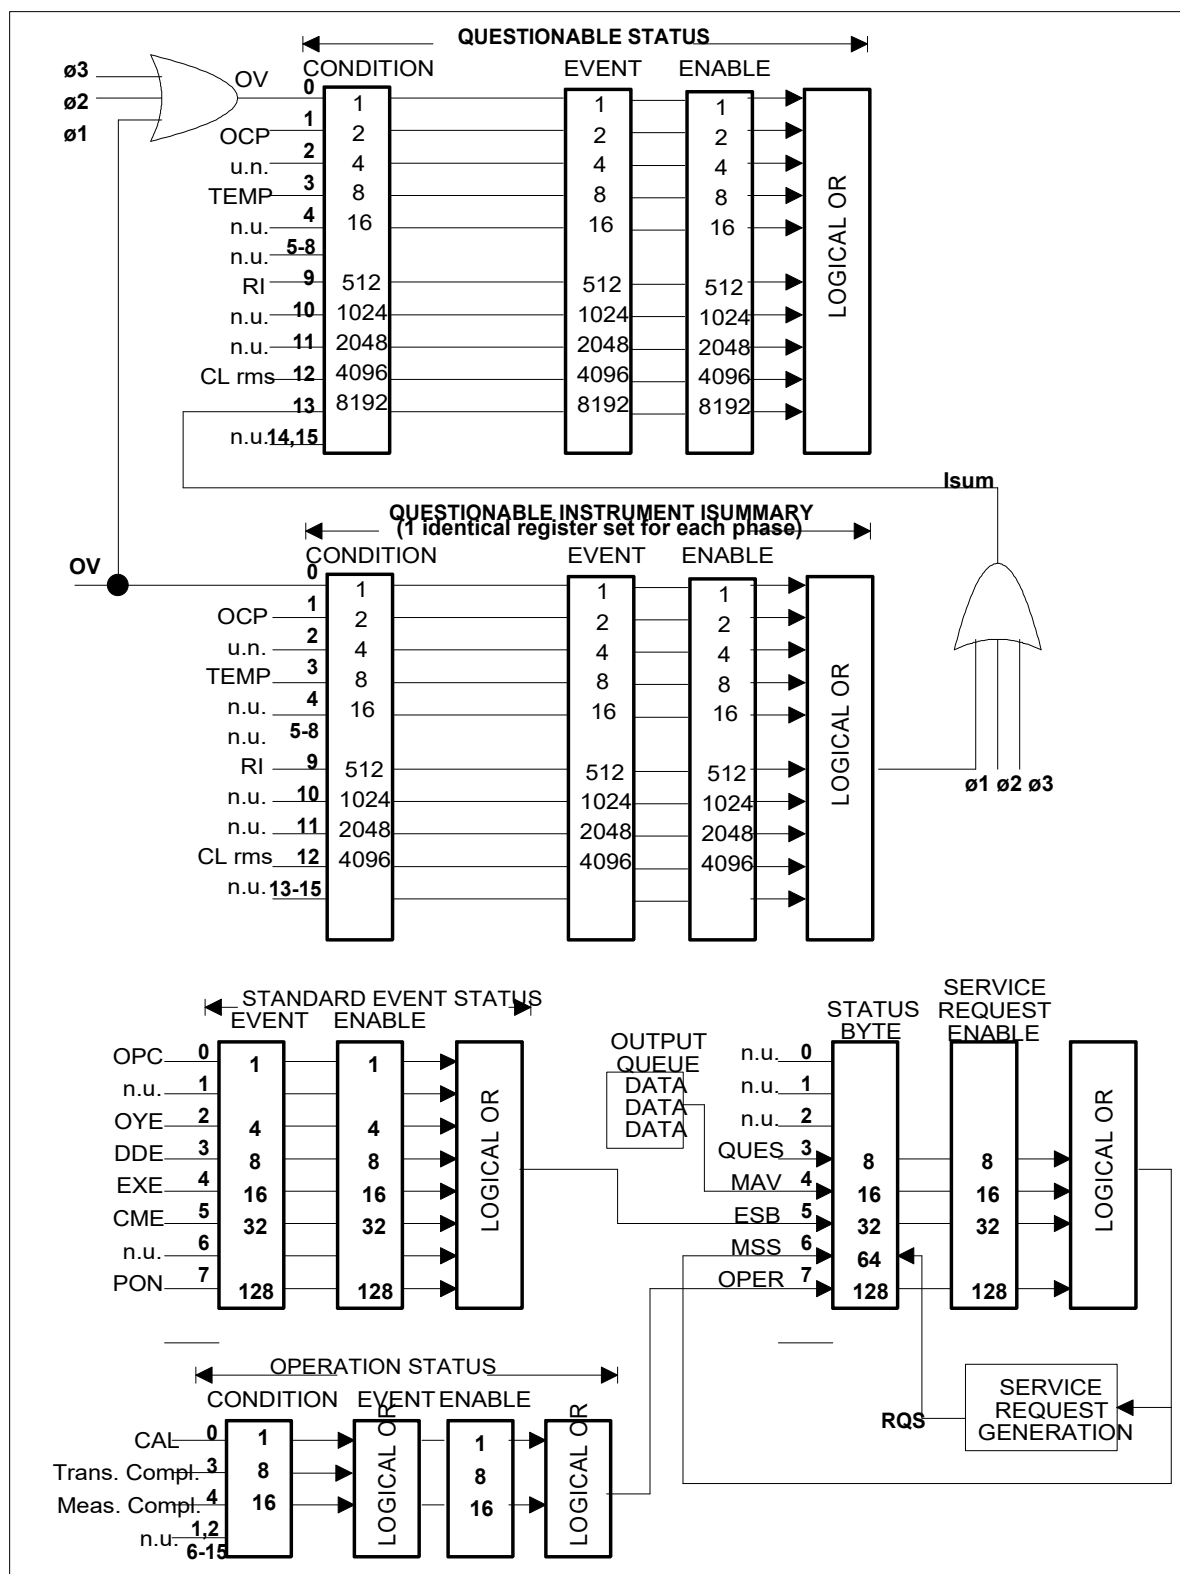 QUESTIONABLE STATUS
CONDITION EVENT ENABLE
ø3
ø2
ø1
OV 0 1 1 1
OCP 1 2 2 2
u.n. 2 4 4 4
TEMP 3 8 8 8
n.u. 4 16 16 16
n.u. 5-8
RI 9 512 512 512
n.u. 10 1024 1024 1024
n.u. 11 2048 2048 2048
CL rms 12 4096 4096 4096
13 8192 8192 8192
n.u. 14,15
LOGICAL OR
Isum
QUESTIONABLE INSTRUMENT ISUMMARY
(1 identical register set for each phase)
CONDITION EVENT ENABLE
OV 0 1 1 1
OCP 1 2 2 2
u.n. 2 4 4 4
TEMP 3 8 8 8
n.u. 4 16 16 16
n.u. 5-8
RI 9 512 512 512
n.u. 10 1024 1024 1024
n.u. 11 2048 2048 2048
CL rms 12 4096 4096 4096
n.u. 13-15
LOGICAL OR
ø1 ø2 ø3
STANDARD EVENT STATUS
EVENT ENABLE
OPC 0 1 1
n.u. 1
OYE 2 4 4
DDE 3 8 8
EXE 4 16 16
CME 5 32 32
n.u. 6
PON 7 128 128
LOGICAL OR
OUTPUT
QUEUE
DATA
DATA
DATA
STATUS
BYTE
SERVICE
REQUEST
ENABLE
n.u. 0
n.u. 1
n.u. 2
QUES 3 8 8
MAV 4 16 16
ESB 5 32 32
MSS 6 64
OPER 7 128 128
LOGICAL OR
SERVICE
REQUEST
GENERATION
RQS
OPERATION STATUS
CONDITION EVENT ENABLE
CAL 0 1 1
Trans. Compl. 3 8 8
Meas. Compl. 4 16 16
n.u. 1,2
6-15
LOGICAL OR
LOGICAL OR